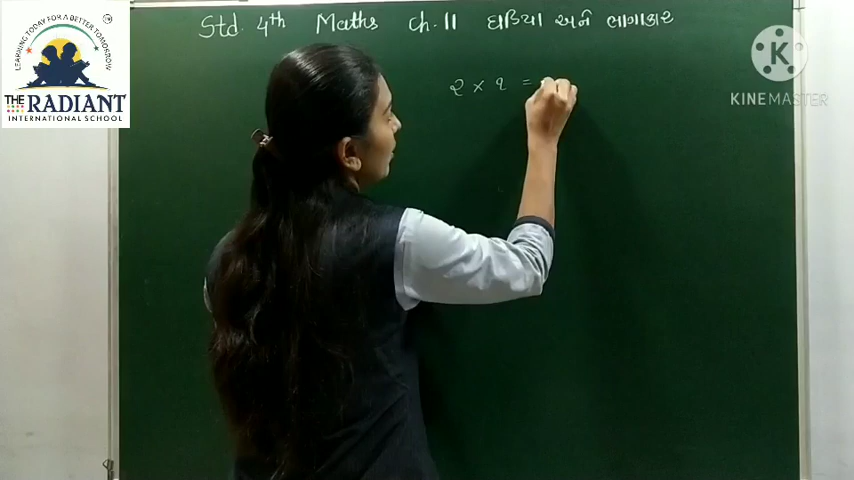 LEARNING TODAY FOR A BETTER TOMORROW
THE RADIANT
INTERNATIONAL SCHOOL
Std. 4th Maths ch. 11 ઘડિયા અને ભાગાકાર
૨ × ૧ =
K
KINEMASTER